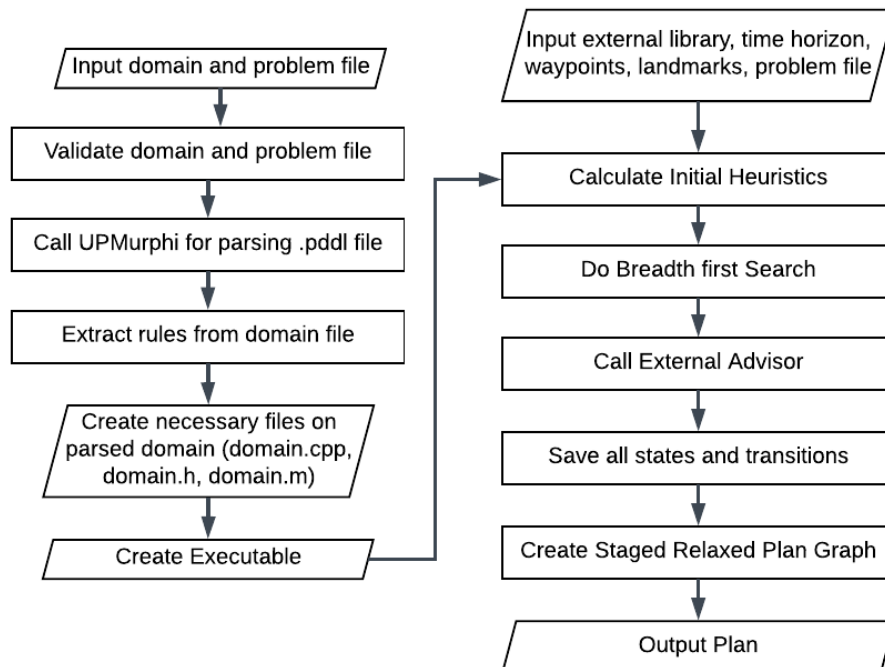 Input domain and problem file
Validate domain and problem file
Call UPMurphi for parsing .pddl file
Extract rules from domain file
Create necessary files on
parsed domain (domain.cpp,
domain.h, domain.m)
Create Executable
Input external library, time horizon,
waypoints, landmarks, problem file
Calculate Initial Heuristics
Do Breadth first Search
Call External Advisor
Save all states and transitions
Create Staged Relaxed Plan Graph
Output Plan